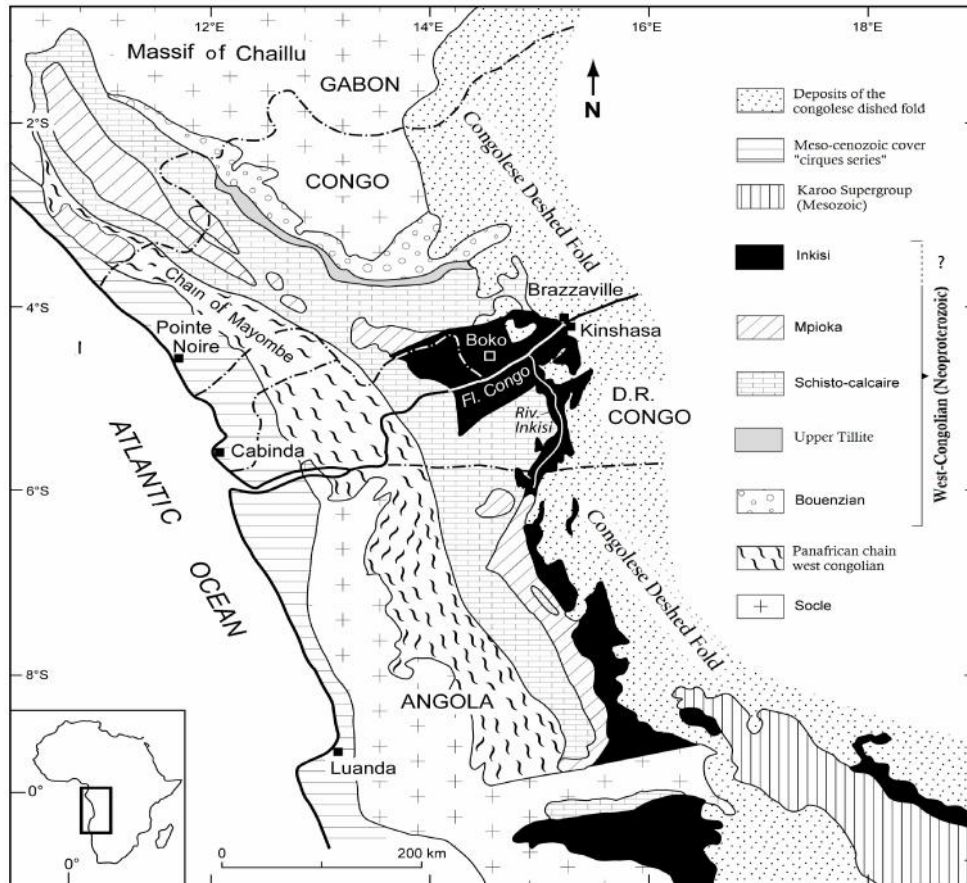 12°E
14°E
16°E
18°E
Massif of Chaillu
GABON
N
2°S
CONGO
Congolese Deshed Fold
Chain of Mayombe
4°S
Pointe
Noire
Brazzaville
Kinshasa
Boko
Fl. Congo
Riv.
Inkisi
D.R.
CONGO
Cabinda
6°S
ATLANTIC
OCEAN
Congolese Deshed Fold
8°S
ANGOLA
Luanda
0 200 km
0°
0°
Deposits of the
congolese dished fold
Meso-cenozoic cover
"cirques series"
Karoo Supergroup
(Mesozoic)
Inkisi
Mpioka
Schisto-calcaire
Upper Tillite
Bouenzian
Panafrican chain
west congolian
Socle
?
West-Congolian (Neoproterozoic)